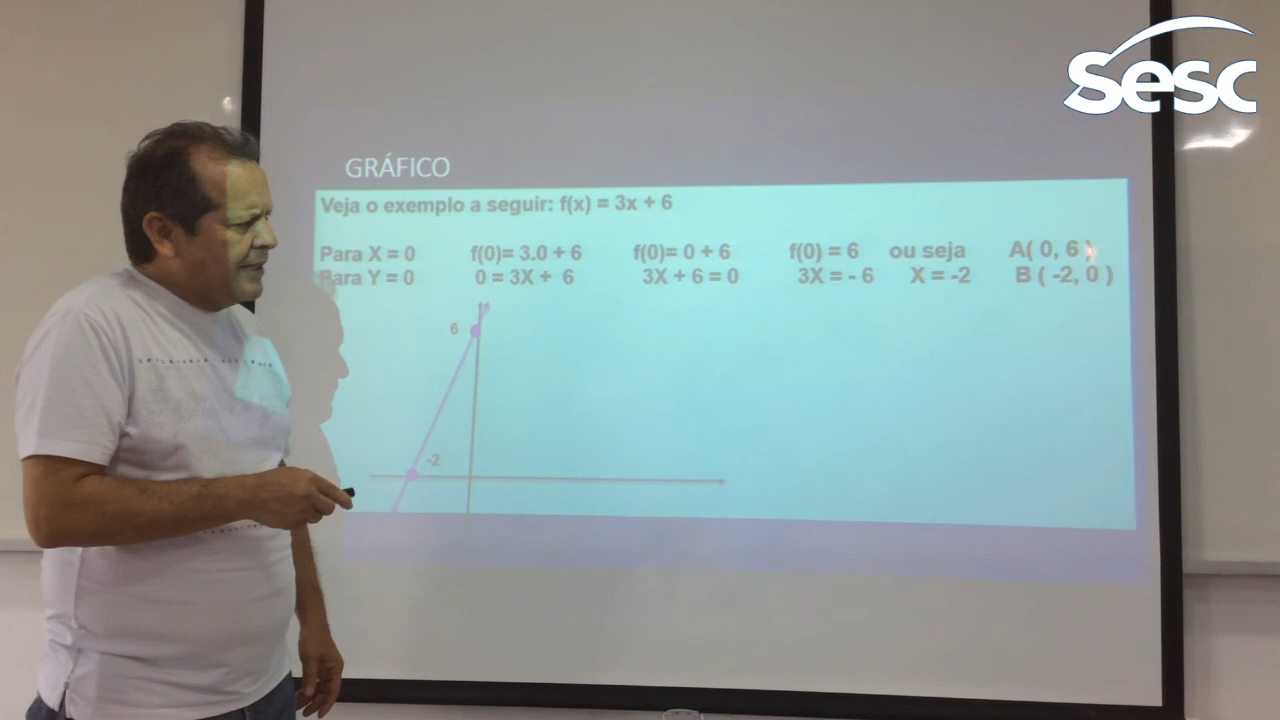 Sesc
GRÁFICO
Veja o exemplo a seguir: f(x) = 3x + 6
Para X = 0 f(0)= 3.0 + 6 f(0)= 0 + 6 f(0) = 6 ou seja A( 0, 6 )
Para Y = 0 0 = 3X + 6 3X + 6 = 0 3X = - 6 X = -2 B ( -2, 0 )
6
-2